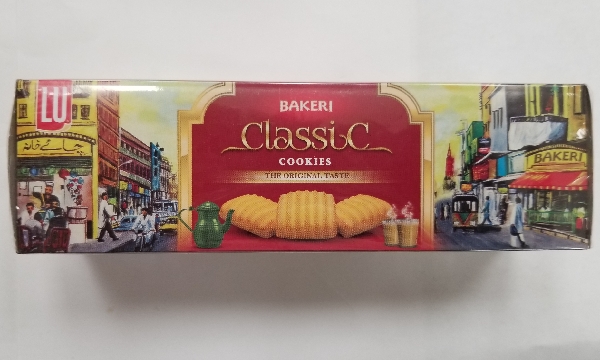 LU
چائے خانہ
BAKERI
Classic
COOKIES
THE ORIGINAL TASTE
BAKERI